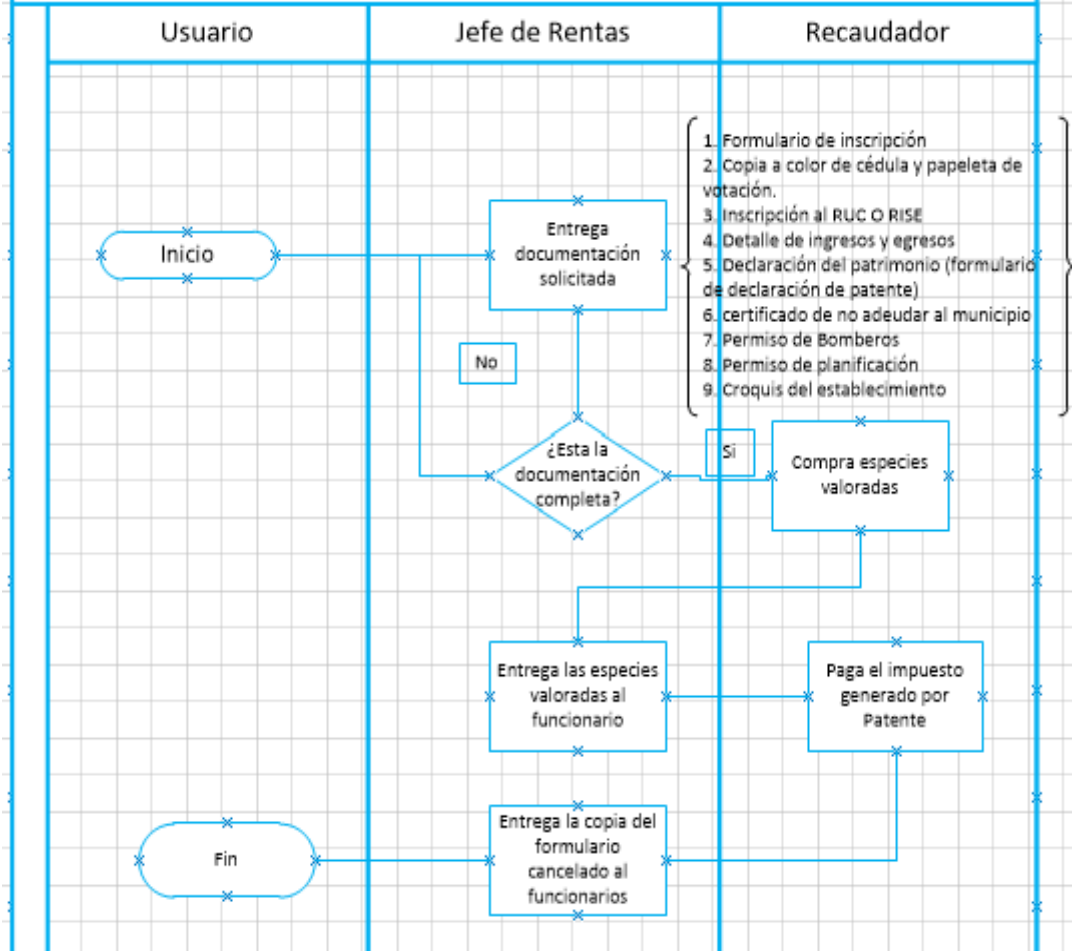 Usuario
Jefe de Rentas
Recaudador
1. Formulario de inscripción
2. Copia a color de cédula y papeleta de
votación.
3. Inscripción al RUC O RISE
4. Detalle de ingresos y egresos
5. Declaración del patrimonio (formulario
de declaración de patente)
6. certificado de no adeudar al municipio
7. Permiso de Bomberos
8. Permiso de planificación
9. Croquis del establecimiento
Inicio
Entrega
documentación
solicitada
No
¿Esta la
documentación
completa?
Si
Compra especies
valoradas
Entrega las especies
valoradas al
funcionario
Paga el impuesto
generado por
Patente
Entrega la copia del
formulario
cancelado al
funcionarios
Fin